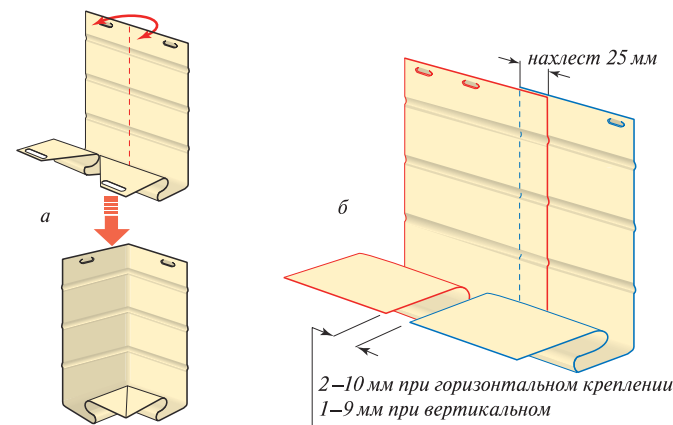 нахлест 25 мм
а
б
2–10 мм при горизонтальном креплении
1–9 мм при вертикальном